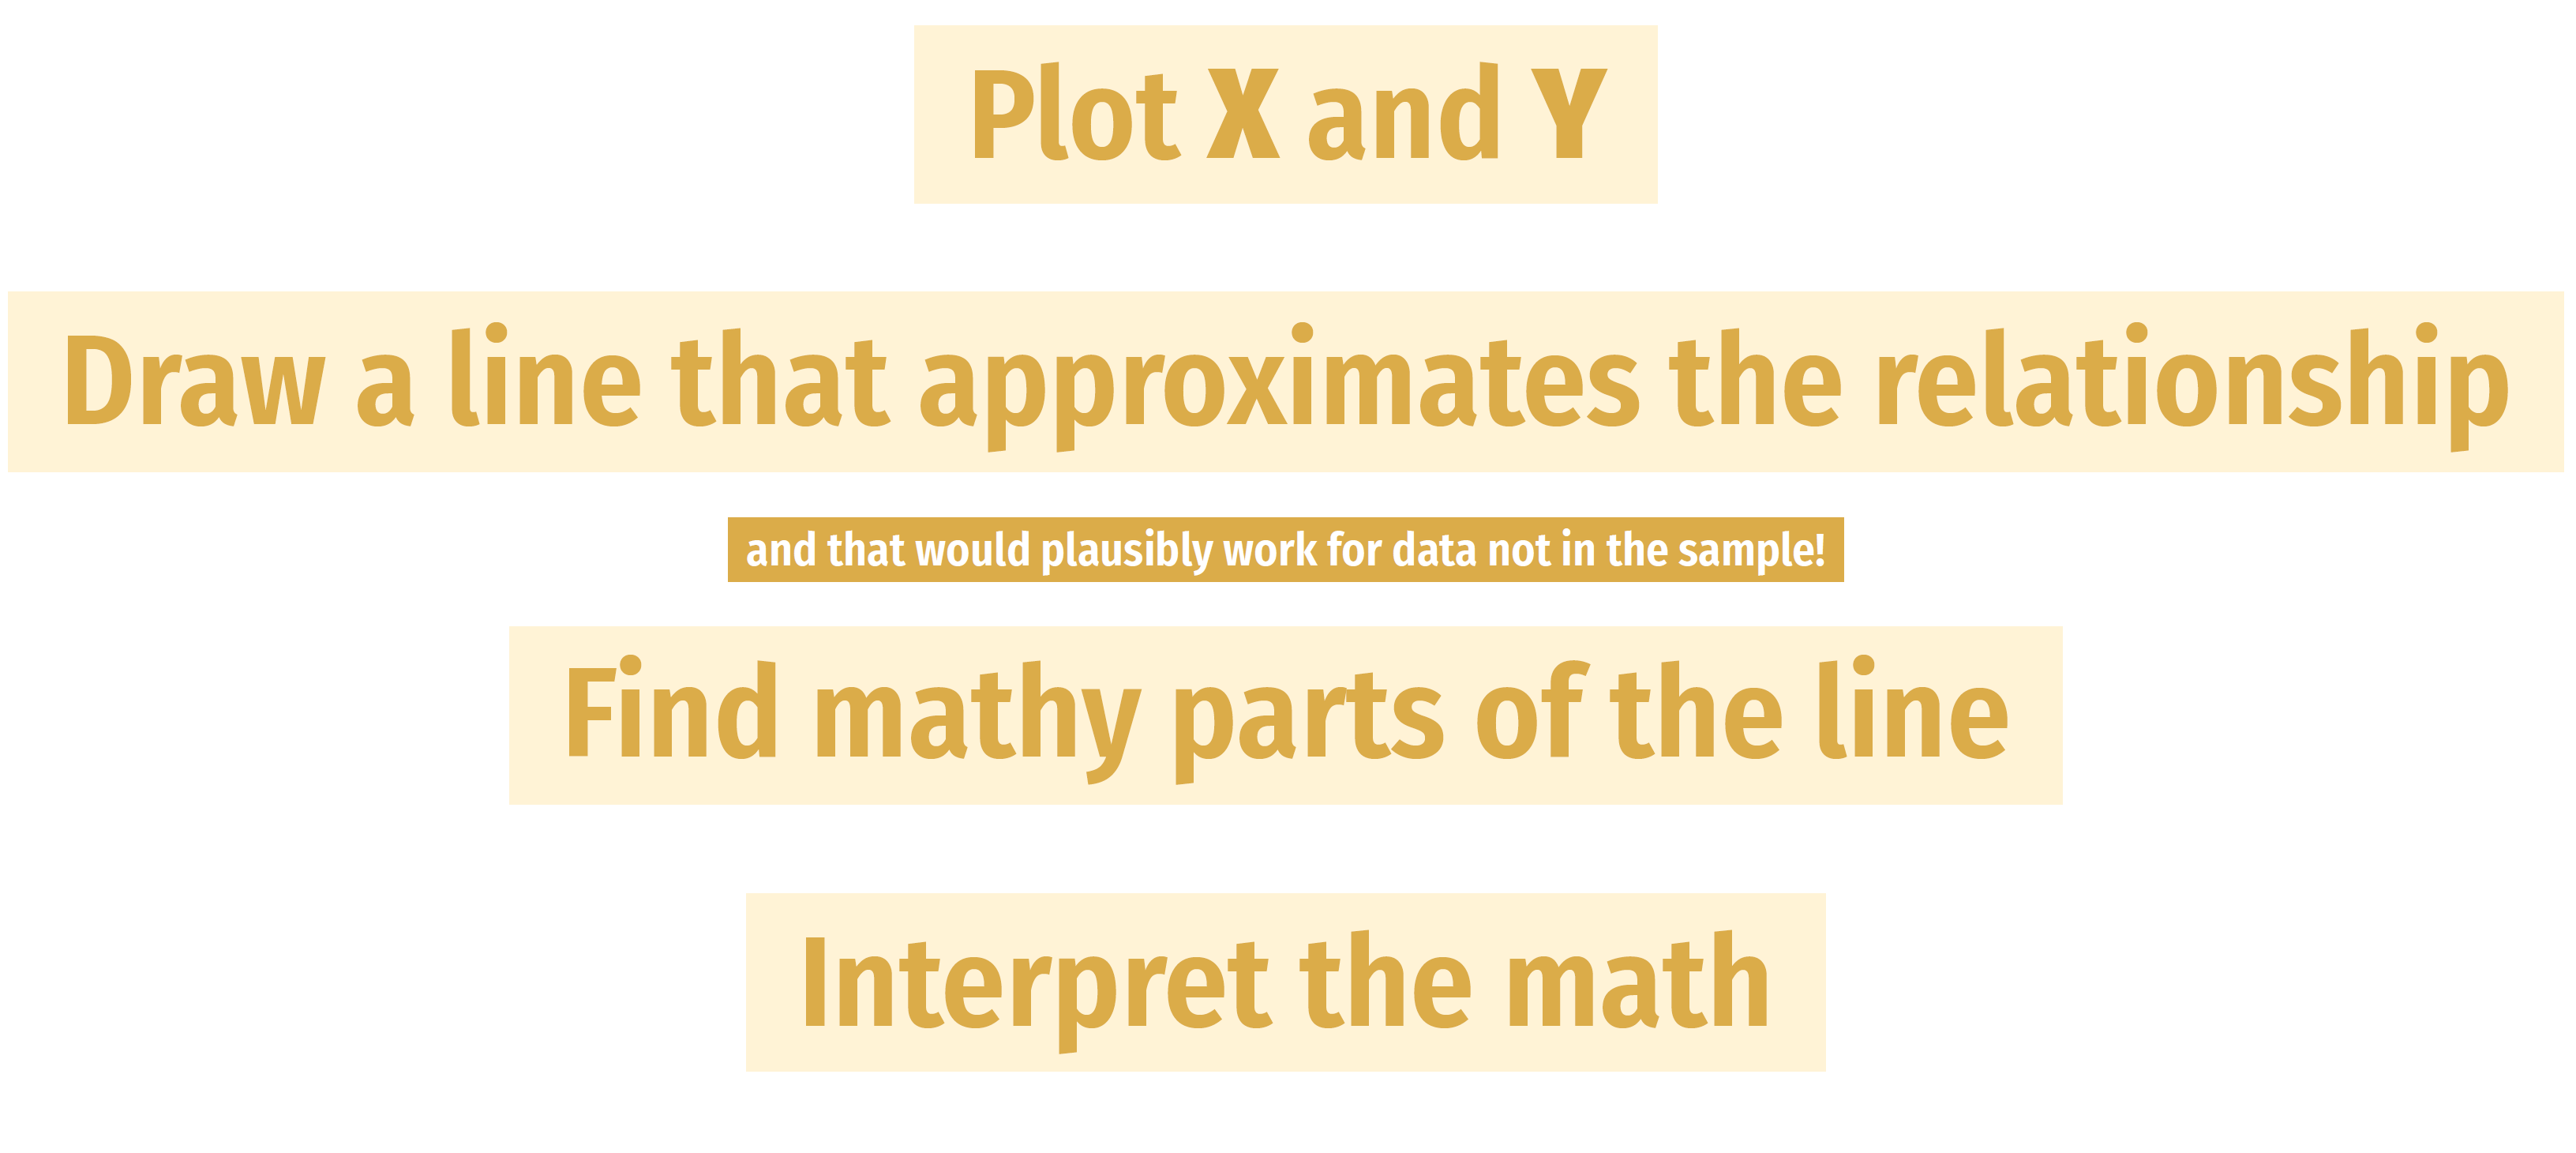 Plot X and Y
Draw a line that approximates the relationship
and that would plausibly work for data not in the sample!
Find mathy parts of the line
Interpret the math